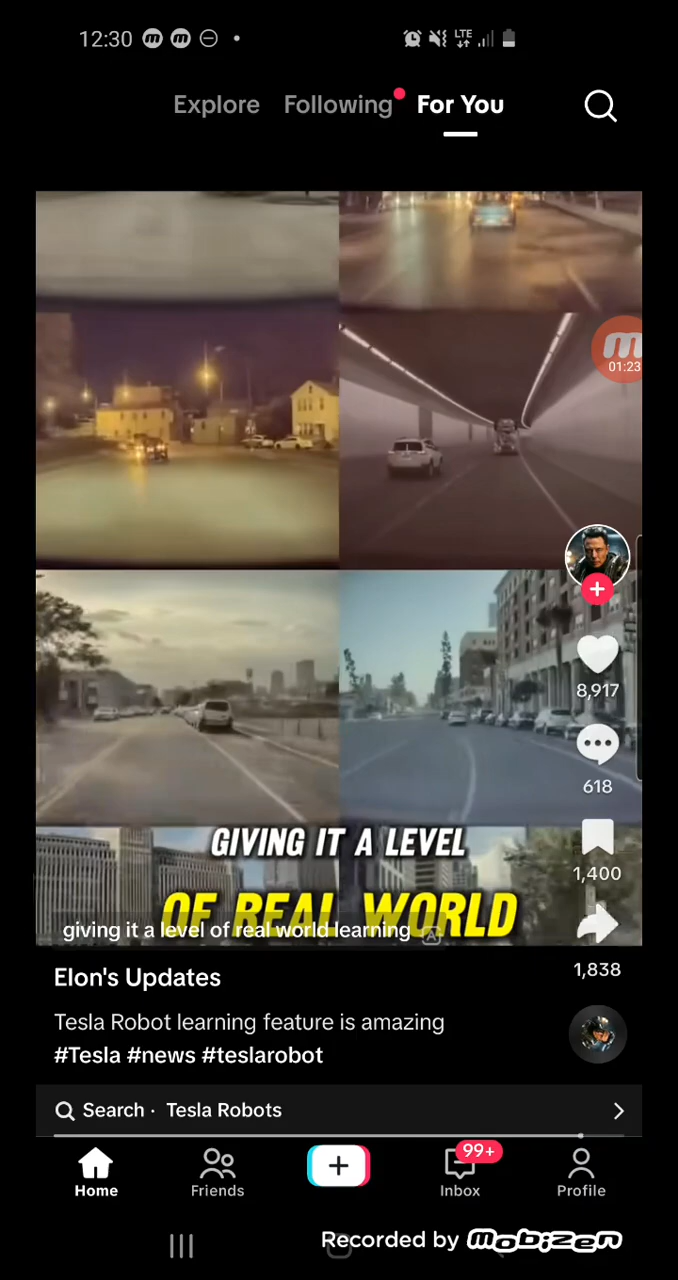 12:30
LTE
Explore Following For You
01:23
8,917
618
1,400
GIVING IT A LEVEL
OF REAL WORLD
giving it a level of real world learning A
Elon's Updates
1,838
Tesla Robot learning feature is amazing
#Tesla #news #teslarobot
Search · Tesla Robots
99+
Home Friends Inbox Profile
Recorded by mobizen